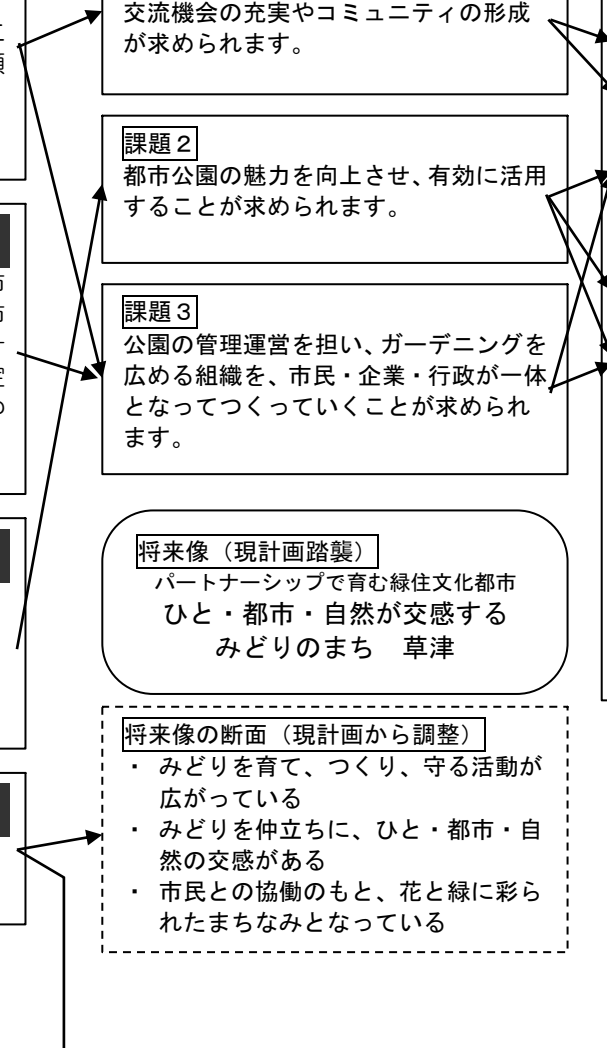 交流機会の充実やコミュニティの形成
が求められます。
課題２
都市公園の魅力を向上させ、有効に活用
することが求められます。
課題３
公園の管理運営を担い、ガーデニングを
広める組織を、市民・企業・行政が一体
となってつくっていくことが求められ
ます。
将来像（現計画踏襲）
パートナーシップで育む緑住文化都市
ひと・都市・自然が交感する
みどりのまち　草津
将来像の断面（現計画から調整）
・ みどりを育て、つくり、守る活動が
広がっている
・ みどりを仲立ちに、ひと・都市・自
然の交感がある
・ 市民との協働のもと、花と緑に彩ら
れたまちなみとなっている